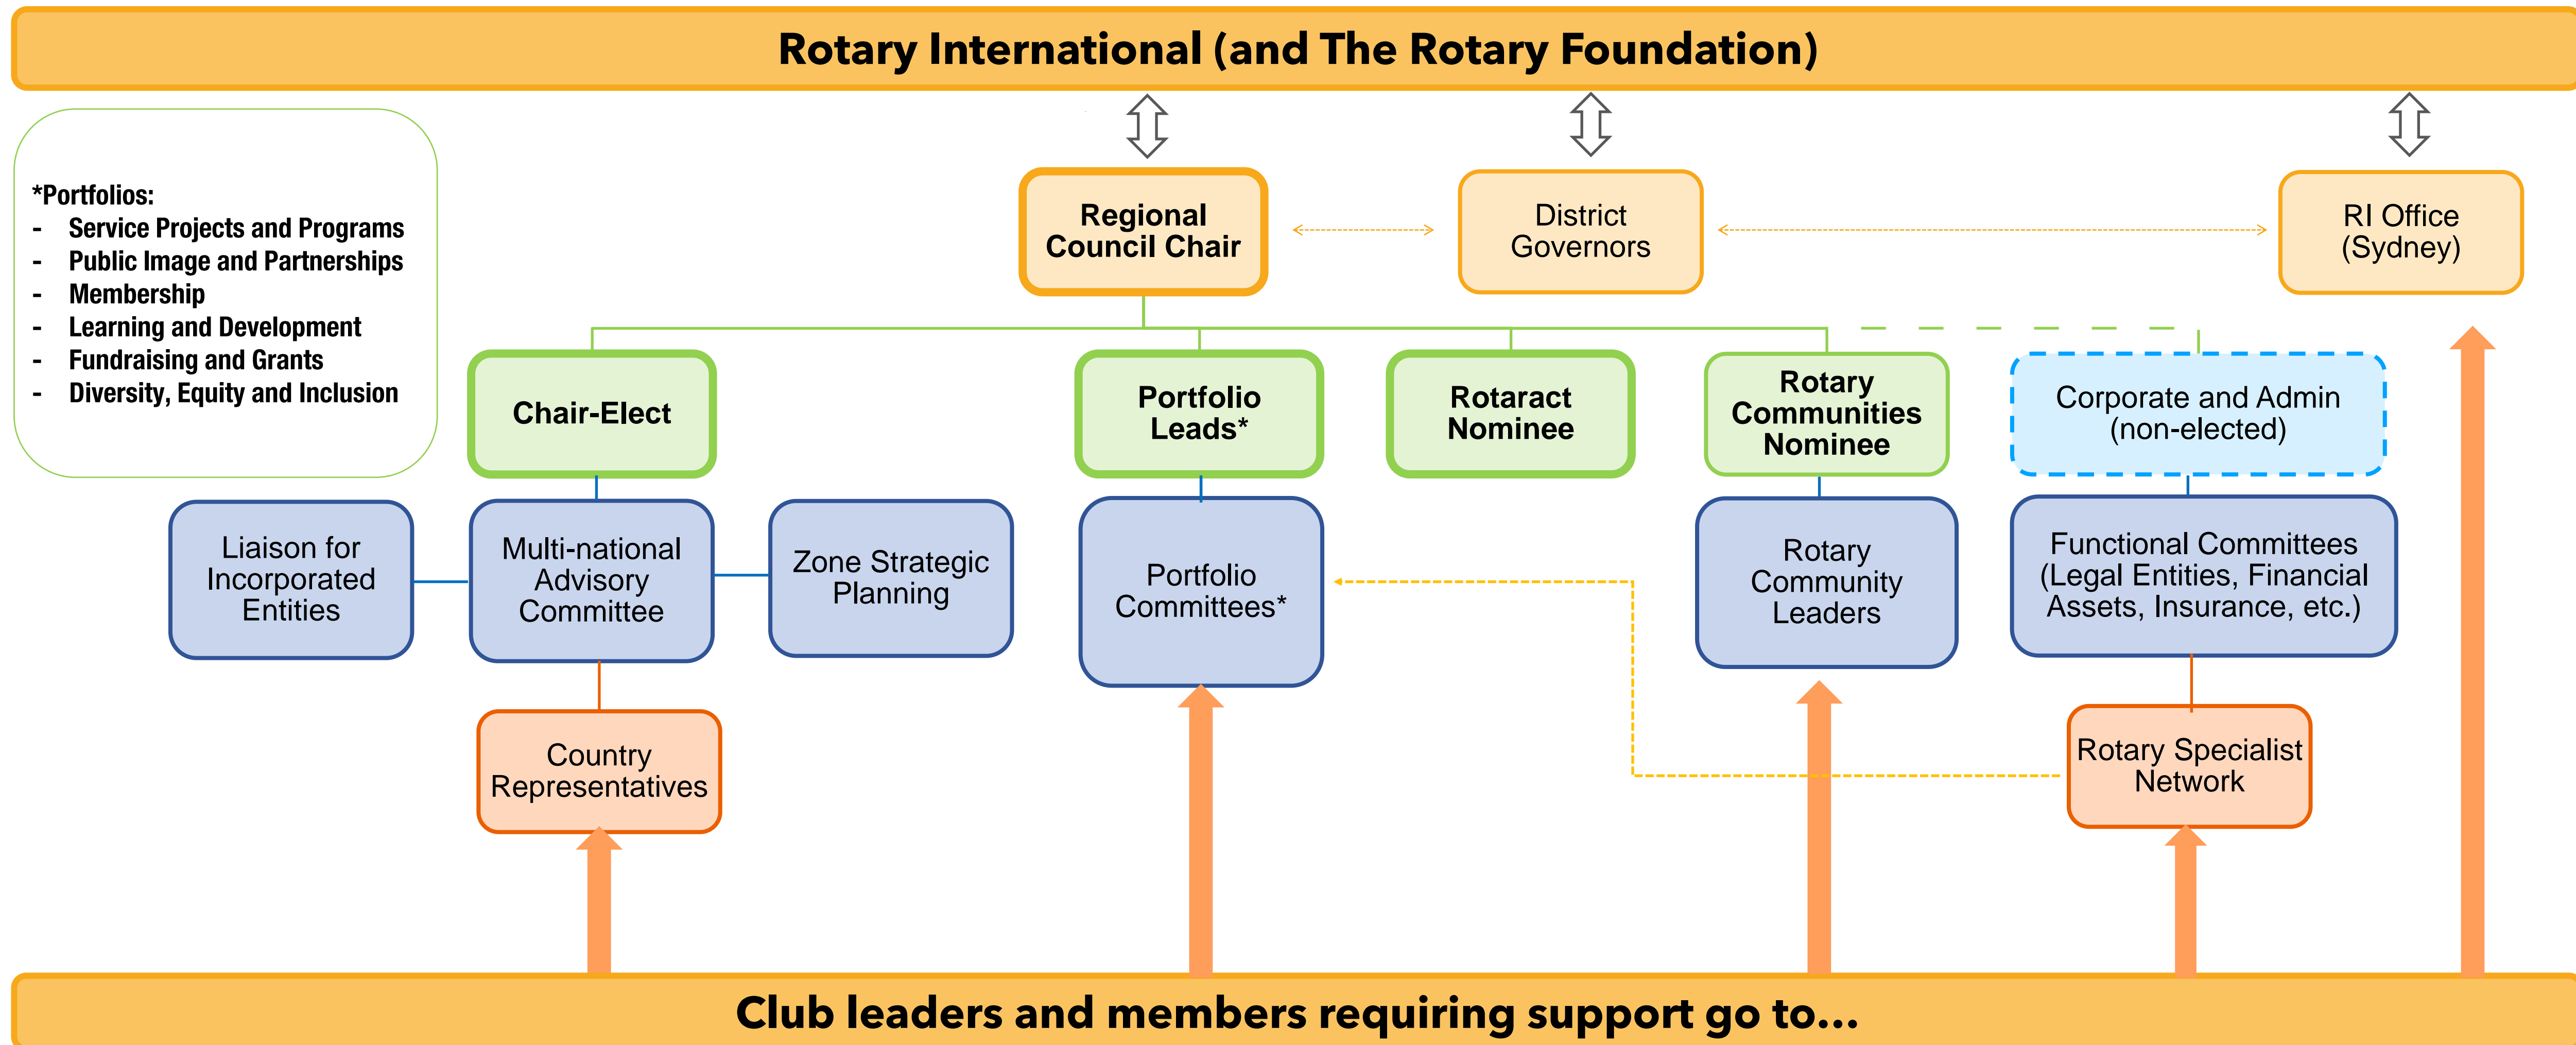 Rotary International (and The Rotary Foundation)
*Portfolios:
- Service Projects and Programs
- Public Image and Partnerships
- Membership
- Learning and Development
- Fundraising and Grants
- Diversity, Equity and Inclusion
Regional
Council Chair
District
Governors
RI Office
(Sydney)
Chair-Elect
Portfolio
Leads*
Rotaract
Nominee
Rotary
Communities
Nominee
Corporate and Admin
(non-elected)
Liaison for
Incorporated
Entities
Multi-national
Advisory
Committee
Zone Strategic
Planning
Portfolio
Committees*
Rotary
Community
Leaders
Functional Committees
(Legal Entities, Financial
Assets, Insurance, etc.)
Country
Representatives
Rotary Specialist
Network
Club leaders and members requiring support go to...